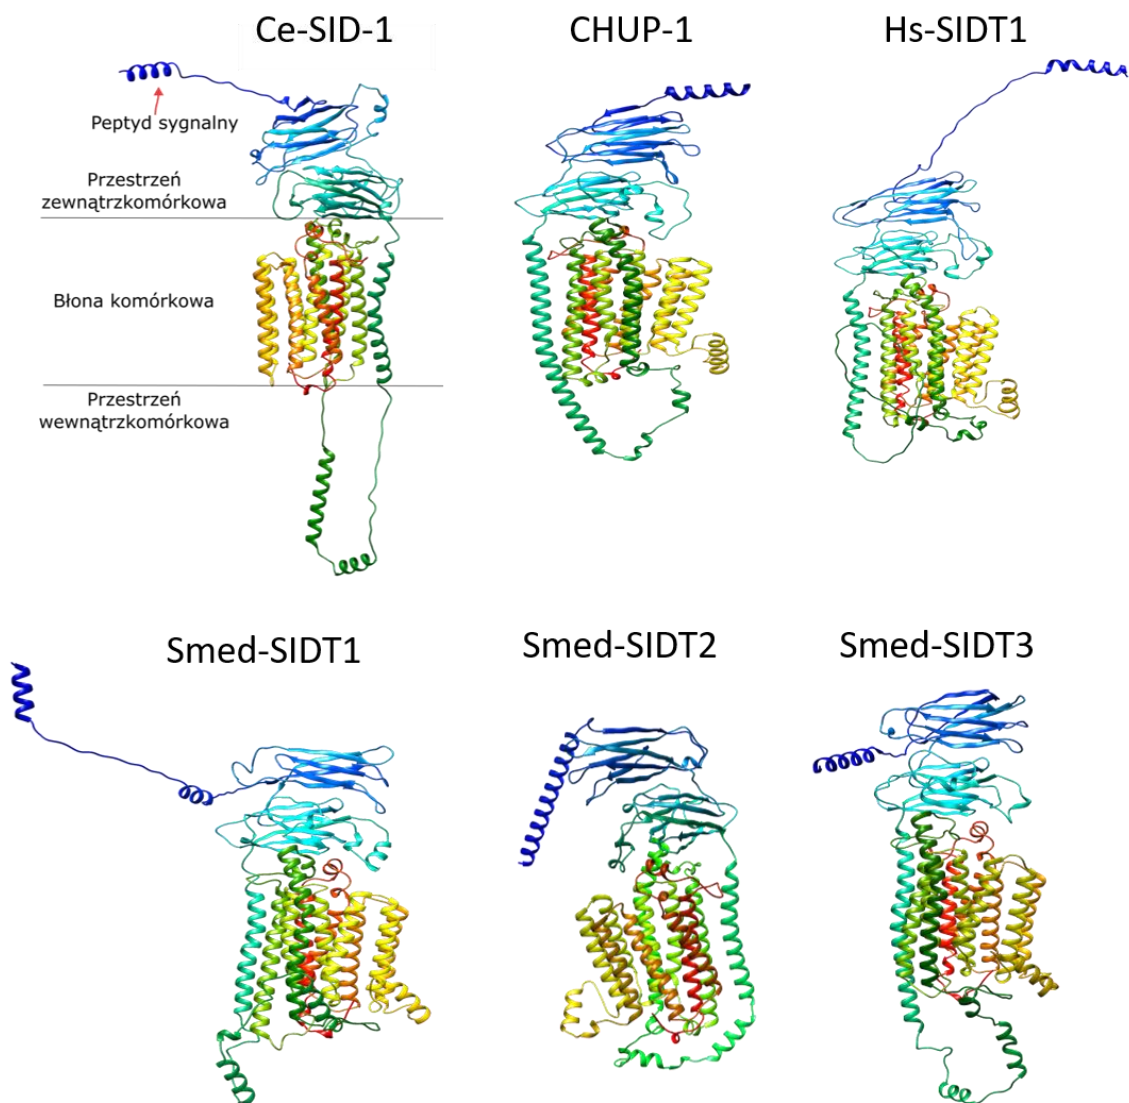 Ce-SID-1
CHUP-1
Hs-SIDT1
Peptyd sygnalny
Przestrzeń
zewnątrzkomórkowa
Błona komórkowa
Przestrzeń
wewnątrzkomórkowa
Smed-SIDT1
Smed-SIDT2
Smed-SIDT3